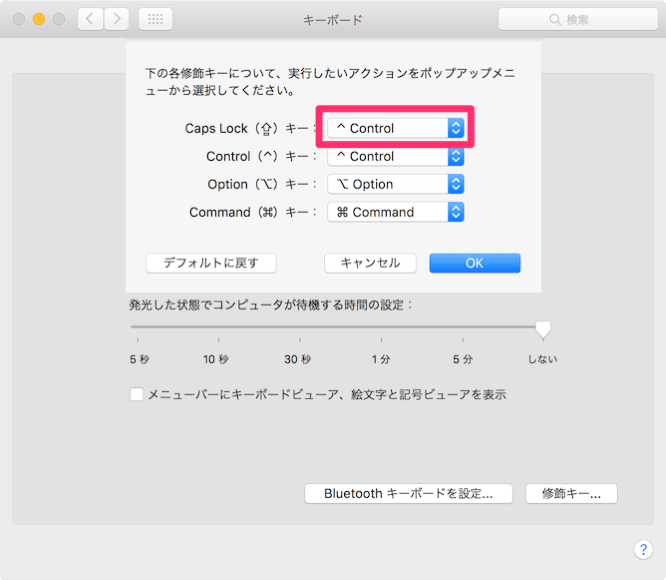 キーボード
検索
下の各修飾キーについて、実行したいアクションをポップアップメニ
ューから選択してください。
Caps Lock（⇪）キー： ^ Control
Control（^）キー： ^ Control
Option（⌥）キー： ⌥ Option
Command（⌘）キー： ⌘ Command
デフォルトに戻す キャンセル OK
発光した状態でコンピュータが待機する時間の設定：
5 秒 10 秒 30 秒 1 分 5 分 しない
メニューバーにキーボードビューア、絵文字と記号ビューアを表示
Bluetooth キーボードを設定... 修飾キー...
?